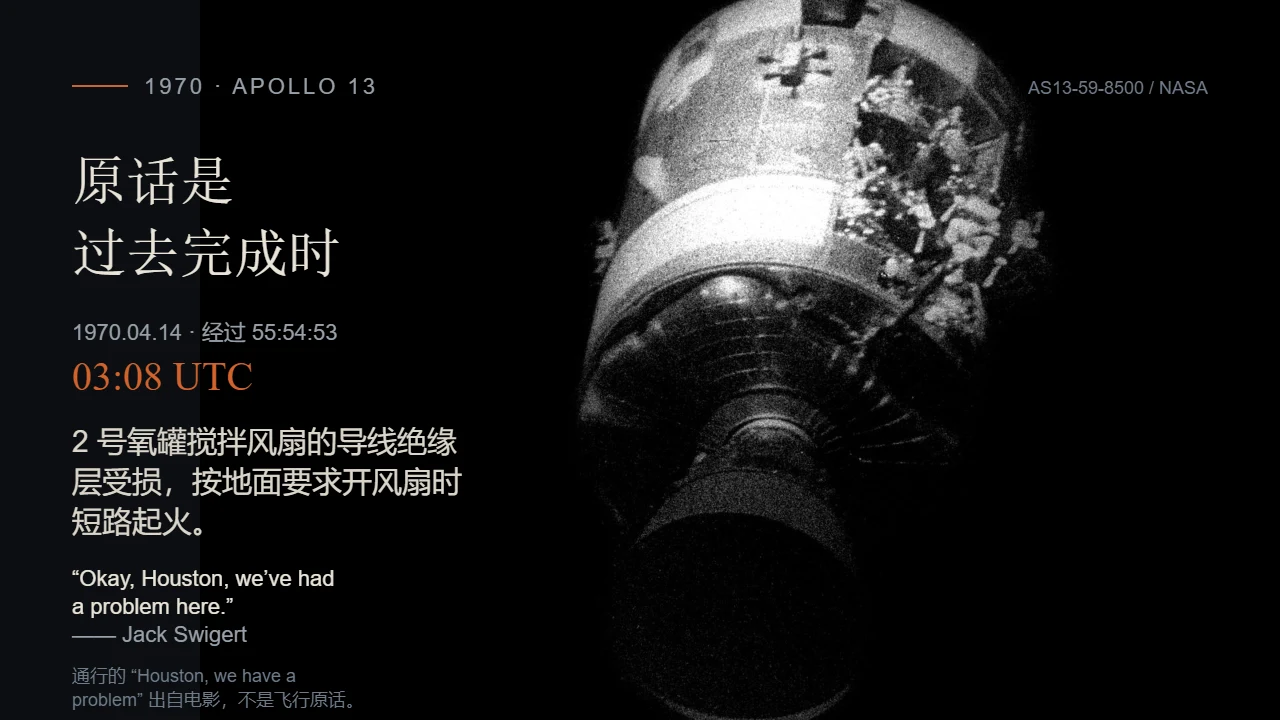 1970 · APOLLO 13
AS13-59-8500 / NASA
原话是
过去完成时
1970.04.14 · 经过 55:54:53
03:08 UTC
2 号氧罐搅拌风扇的导线绝缘
层受损，按地面要求开风扇时
短路起火。
“Okay, Houston, we’ve had
a problem here.”
—— Jack Swigert
通行的 “Houston, we have a
problem” 出自电影，不是飞行原话。